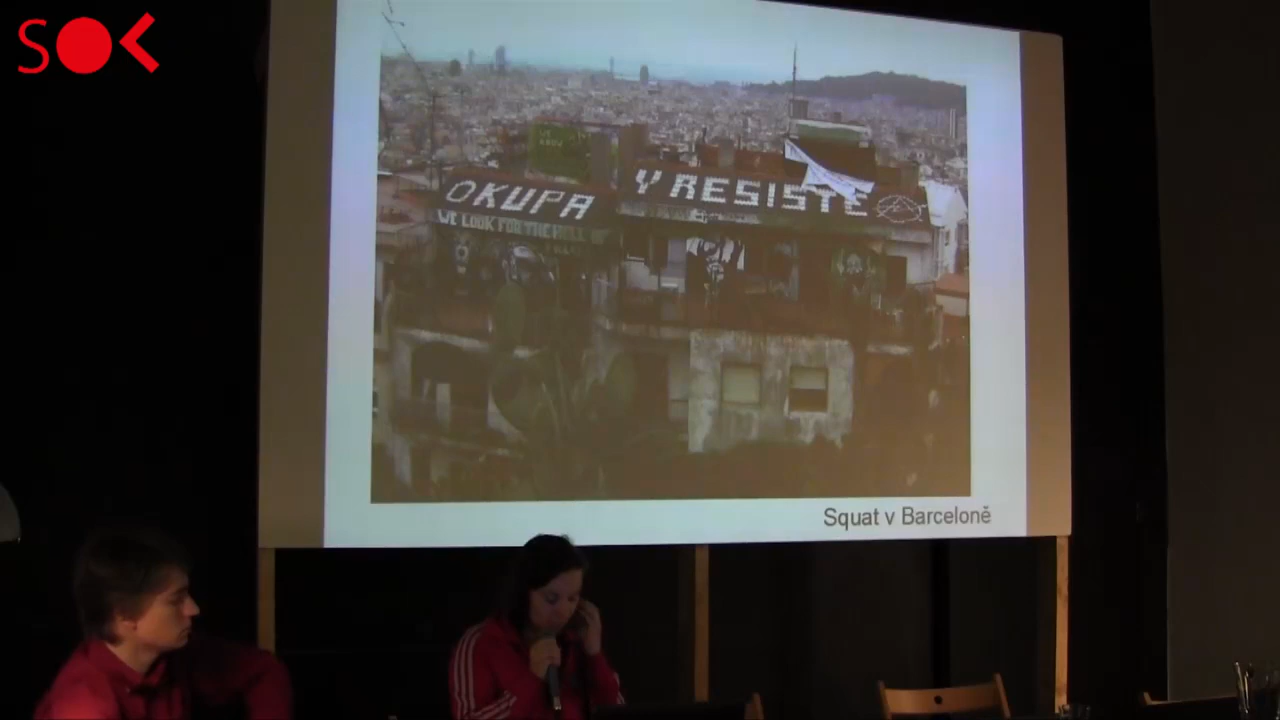 SOK
OKUPA
Y RESISTE
WE LOOK FOR THE
Squat v Barceloně